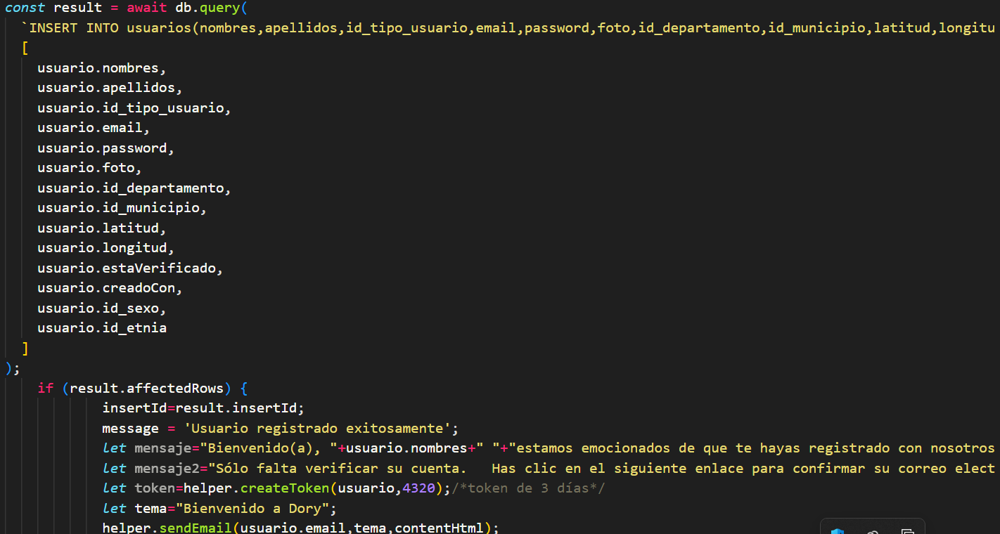 const result = await db.query(
`INSERT INTO usuarios(nombres,apellidos,id_tipo_usuario,email,password,foto,id_departamento,id_municipio,latitud,longitu
[
usuario.nombres,
usuario.apellidos,
usuario.id_tipo_usuario,
usuario.email,
usuario.password,
usuario.foto,
usuario.id_departamento,
usuario.id_municipio,
usuario.latitud,
usuario.longitud,
usuario.estaVerificado,
usuario.creadoCon,
usuario.id_sexo,
usuario.id_etnia
]
);
if (result.affectedRows) {
insertId=result.insertId;
message = 'Usuario registrado exitosamente';
let mensaje="Bienvenido(a), "+usuario.nombres+" "+"estamos emocionados de que te hayas registrado con nosotros
let mensaje2="Sólo falta verificar su cuenta.   Has clic en el siguiente enlace para confirmar su correo elect
let token=helper.createToken(usuario,4320);/*token de 3 días*/
let tema="Bienvenido a Dory";
helper.sendEmail(usuario.email,tema,contentHtml);